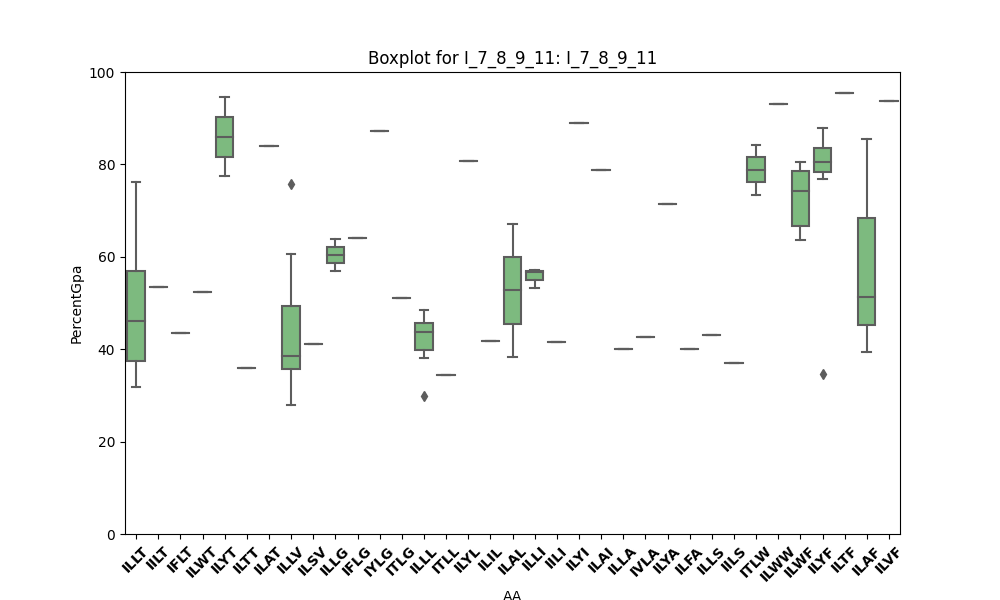 Boxplot for I_7_8_9_11: I_7_8_9_11
100
80
60
40
20
0
PercentGpa
ILLT IILT IFLT ILWT ILYT ILTT ILAT ILLV ILSV ILLG IFLG IYLG ITLG ILLL ITLL ILYL ILIL ILAL ILLI IILI ILYI ILAI ILLA IVLA ILYA ILFA ILLS IILS ITLW ILWW ILWF ILYF ILTF ILAF ILVF
AA